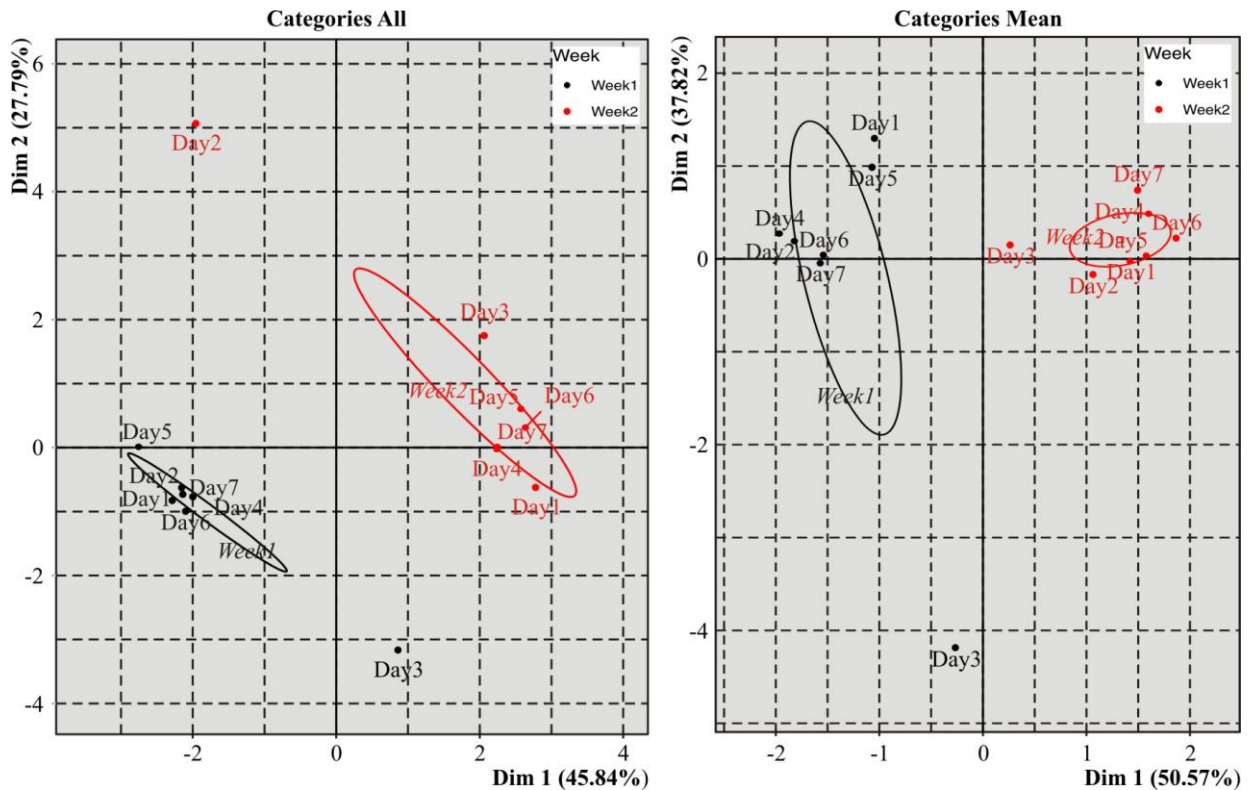 Categories All
Dim 2 (27.79%)
6
4
2
0
-2
-4
Week
Week1
Week2
Day2
Day3
Week2
Day5
Day6
Day7
Day4
Day1
Day5
Day2
Day7
Day1
Day4
Day6
Week1
Day3
-2
0
2
4
Dim 1 (45.84%)
Categories Mean
Dim 2 (37.82%)
2
0
-2
-4
Week
Week1
Week2
Day1
Day5
Day4
Day6
Day2
Day7
Week1
Day3
Day7
Day4
Day6
Week2
Day5
Day3
Day1
Day2
-2
-1
0
1
2
Dim 1 (50.57%)